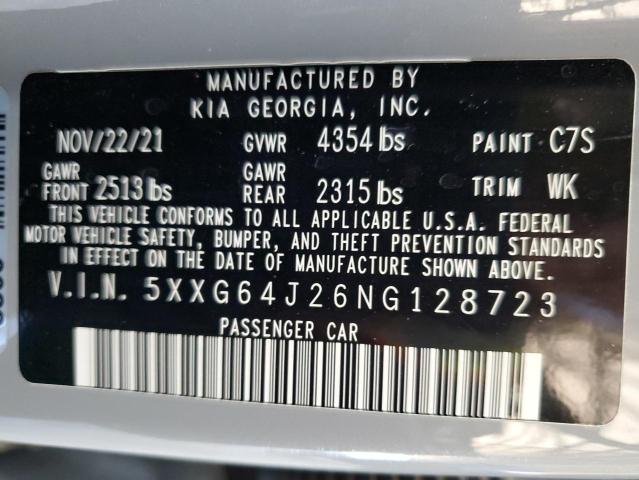 MANUFACTURED BY
KIA GEORGIA, INC.
NOV/22/21 GVWR 4354 lbs PAINT C7S
GAWR FRONT 2513 lbs GAWR REAR 2315 lbs TRIM WK
THIS VEHICLE CONFORMS TO ALL APPLICABLE U.S.A. FEDERAL
MOTOR VEHICLE SAFETY, BUMPER, AND THEFT PREVENTION STANDARDS
IN EFFECT ON THE DATE OF MANUFACTURE SHOWN ABOVE.
V.I.N. 5XXG64J26NG128723
PASSENGER CAR